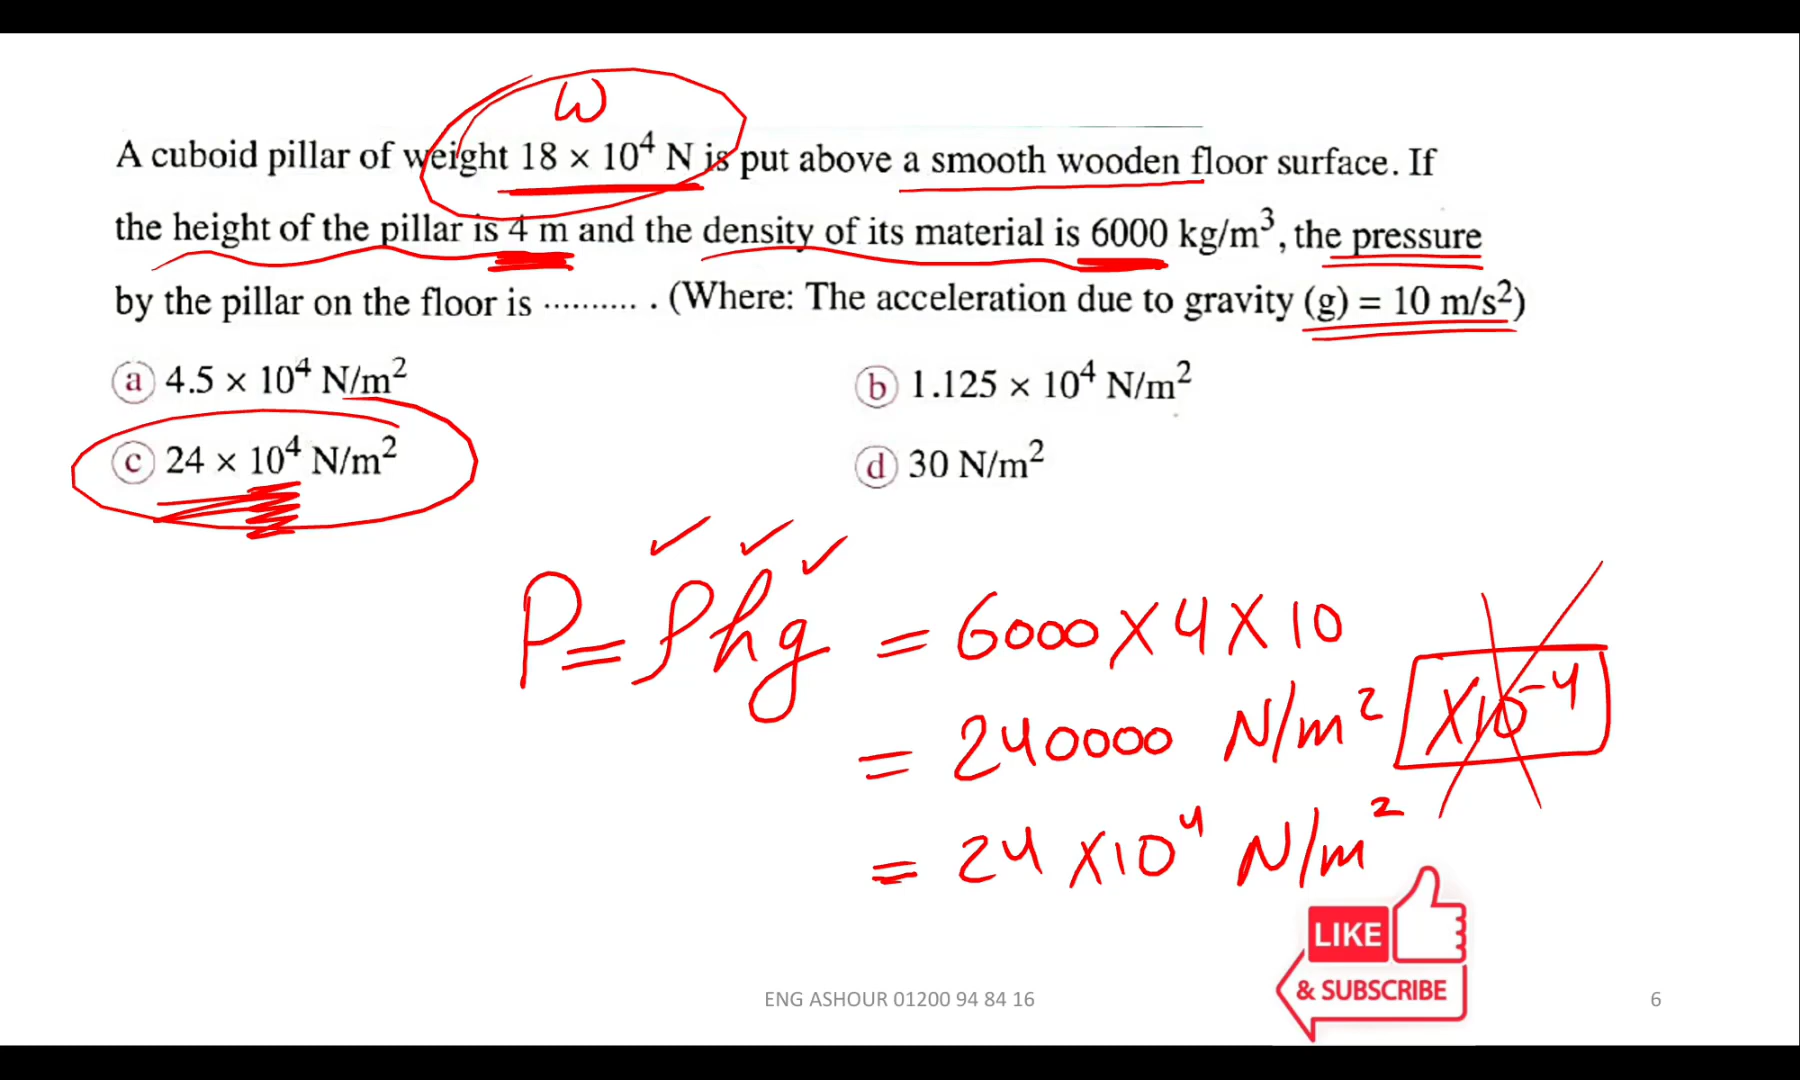 W
A cuboid pillar of weight 18 × 10⁴ N is put above a smooth wooden floor surface. If
the height of the pillar is 4 m and the density of its material is 6000 kg/m³, the pressure
by the pillar on the floor is .......... . (Where: The acceleration due to gravity (g) = 10 m/s²)
a 4.5 × 10⁴ N/m²
b 1.125 × 10⁴ N/m²
c 24 × 10⁴ N/m²
d 30 N/m²
P = ρhg = 6000 × 4 × 10
= 240000 N/m² ×10⁻⁴
= 24 ×10⁴ N/m²
LIKE
& SUBSCRIBE
ENG ASHOUR 01200 94 84 16
6